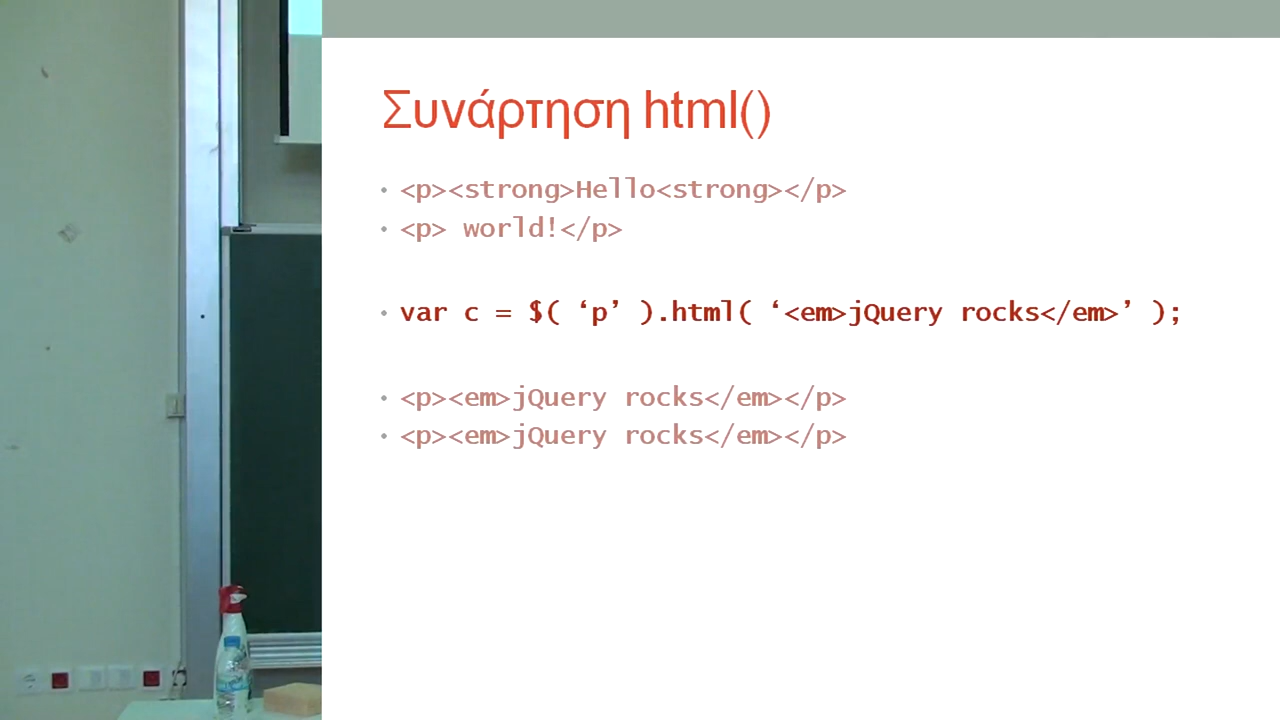 Συνάρτηση html()
• <p><strong>Hello<strong></p>
• <p> world!</p>
• var c = $( ‘p’ ).html( ‘<em>jQuery rocks</em>’ );
• <p><em>jQuery rocks</em></p>
• <p><em>jQuery rocks</em></p>